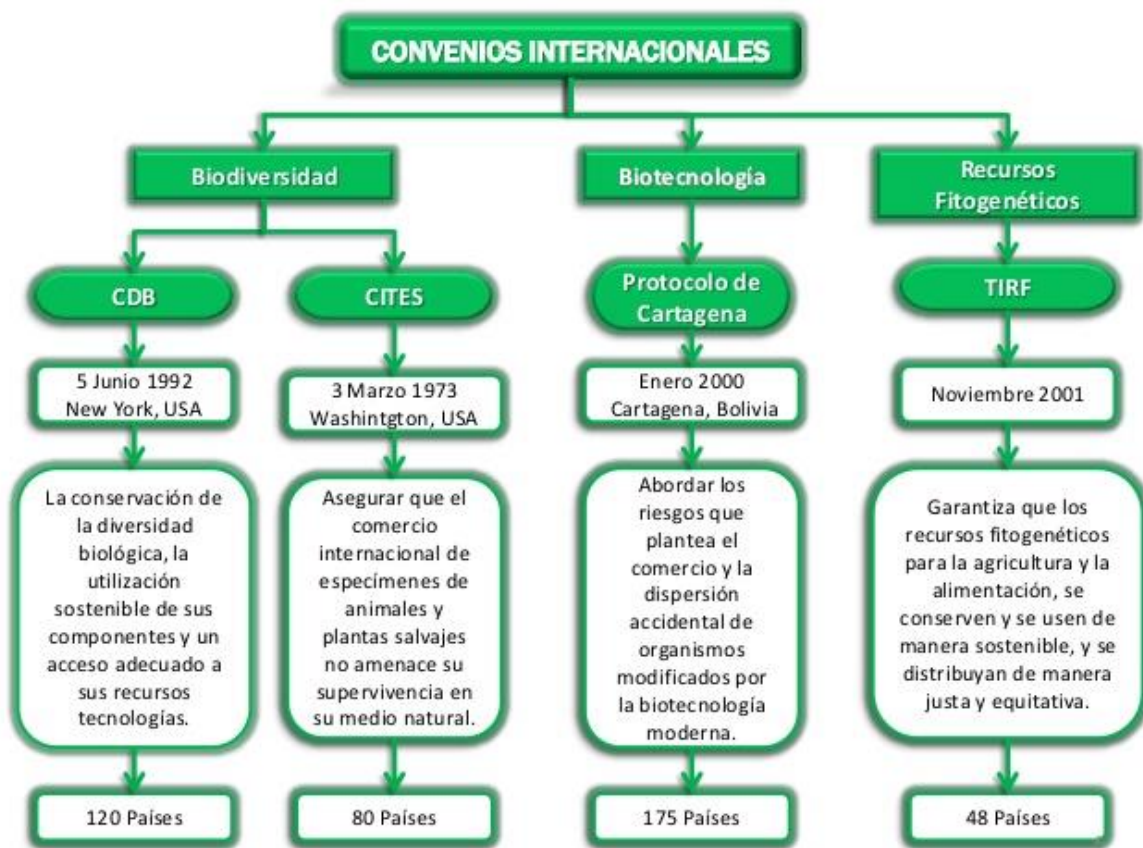 CONVENIOS INTERNACIONALES
Biodiversidad
CDB
5 Junio 1992
New York, USA
La conservación de
la diversidad
biológica, la
utilización
sostenible de sus
componentes y un
acceso adecuado a
sus recursos
tecnologías.
120 Países
CITES
3 Marzo 1973
Washintgton, USA
Asegurar que el
comercio
internacional de
especímenes de
animales y
plantas salvajes
no amenace su
supervivencia en
su medio natural.
80 Países
Biotecnología
Protocolo de
Cartagena
Enero 2000
Cartagena, Bolivia
Abordar los
riesgos que
plantea el
comercio y la
dispersión
accidental de
organismos
modificados por
la biotecnología
moderna.
175 Países
Recursos
Fitogenéticos
TIRF
Noviembre 2001
Garantiza que los
recursos fitogenéticos
para la agricultura y la
alimentación, se
conserven y se usen de
manera sostenible, y se
distribuyan de manera
justa y equitativa.
48 Países